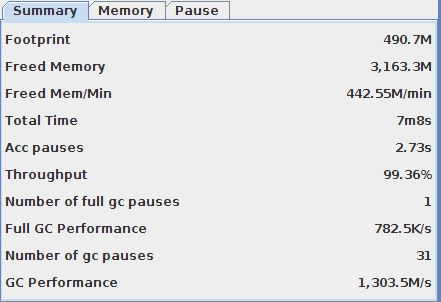 Summary Memory Pause
Footprint 490.7M
Freed Memory 3,163.3M
Freed Mem/Min 442.55M/min
Total Time 7m8s
Acc pauses 2.73s
Throughput 99.36%
Number of full gc pauses 1
Full GC Performance 782.5K/s
Number of gc pauses 31
GC Performance 1,303.5M/s